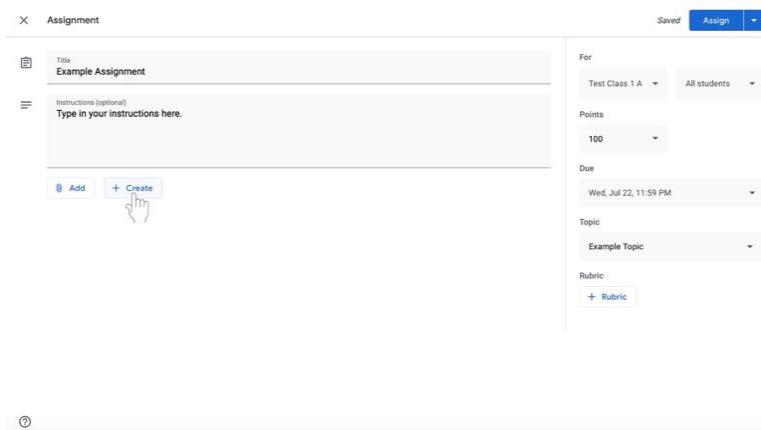 Assignment
Saved
Assign
Title
Example Assignment
Instructions (optional)
Type in your instructions here.
Add
+ Create
For
Test Class 1 A
All students
Points
100
Due
Wed, Jul 22, 11:59 PM
Topic
Example Topic
Rubric
+ Rubric